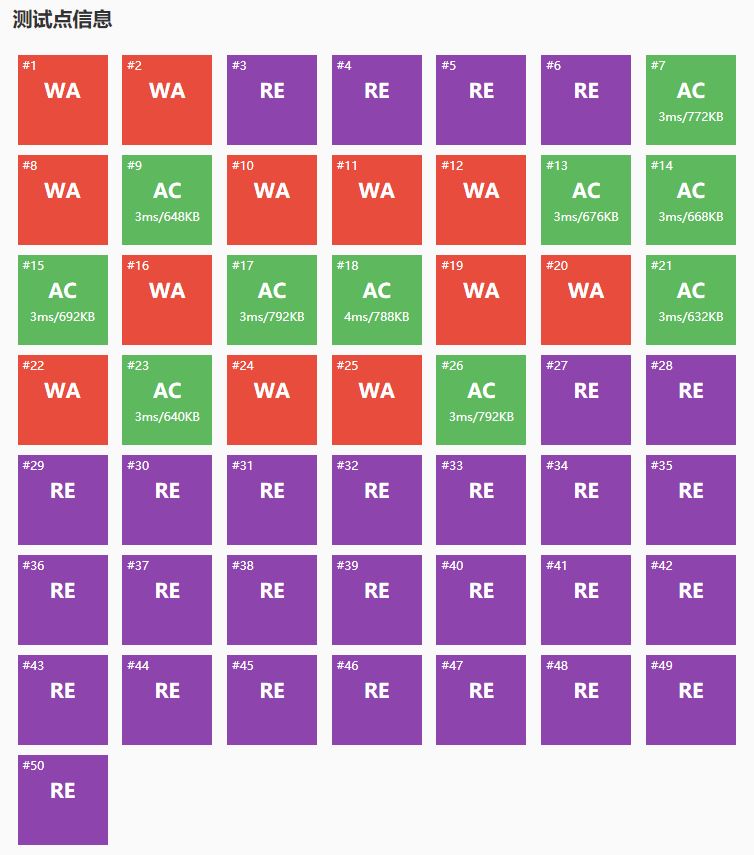 测试点信息
#1 #2 #3 #4 #5 #6 #7
WA WA RE RE RE RE AC
3ms/772KB
#8 #9 #10 #11 #12 #13 #14
WA AC WA WA WA AC AC
3ms/648KB 3ms/676KB 3ms/668KB
#15 #16 #17 #18 #19 #20 #21
AC WA AC AC WA WA AC
3ms/692KB 3ms/792KB 4ms/788KB 3ms/632KB
#22 #23 #24 #25 #26 #27 #28
WA AC WA WA AC RE RE
3ms/640KB 3ms/792KB
#29 #30 #31 #32 #33 #34 #35
RE RE RE RE RE RE RE
#36 #37 #38 #39 #40 #41 #42
RE RE RE RE RE RE RE
#43 #44 #45 #46 #47 #48 #49
RE RE RE RE RE RE RE
#50
RE